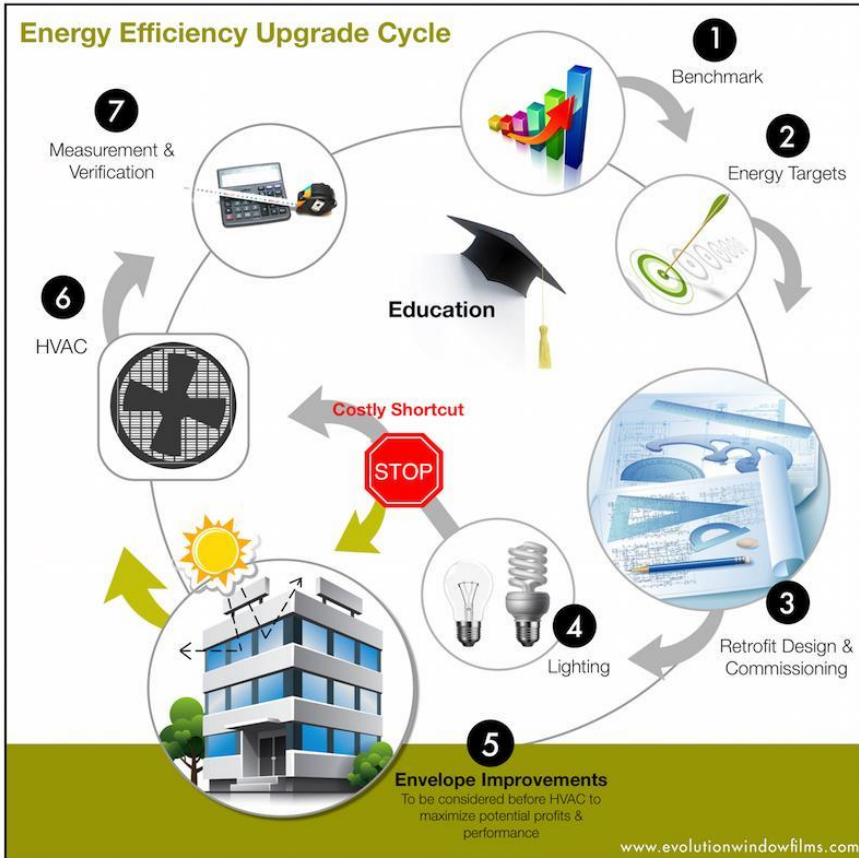 Energy Efficiency Upgrade Cycle
1
Benchmark
2
Energy Targets
3
Retrofit Design &
Commissioning
4
Lighting
5
Envelope Improvements
To be considered before HVAC to
maximize potential profits &
performance
6
HVAC
7
Measurement &
Verification
Education
Costly Shortcut
STOP
www.evolutionwindowfilms.com